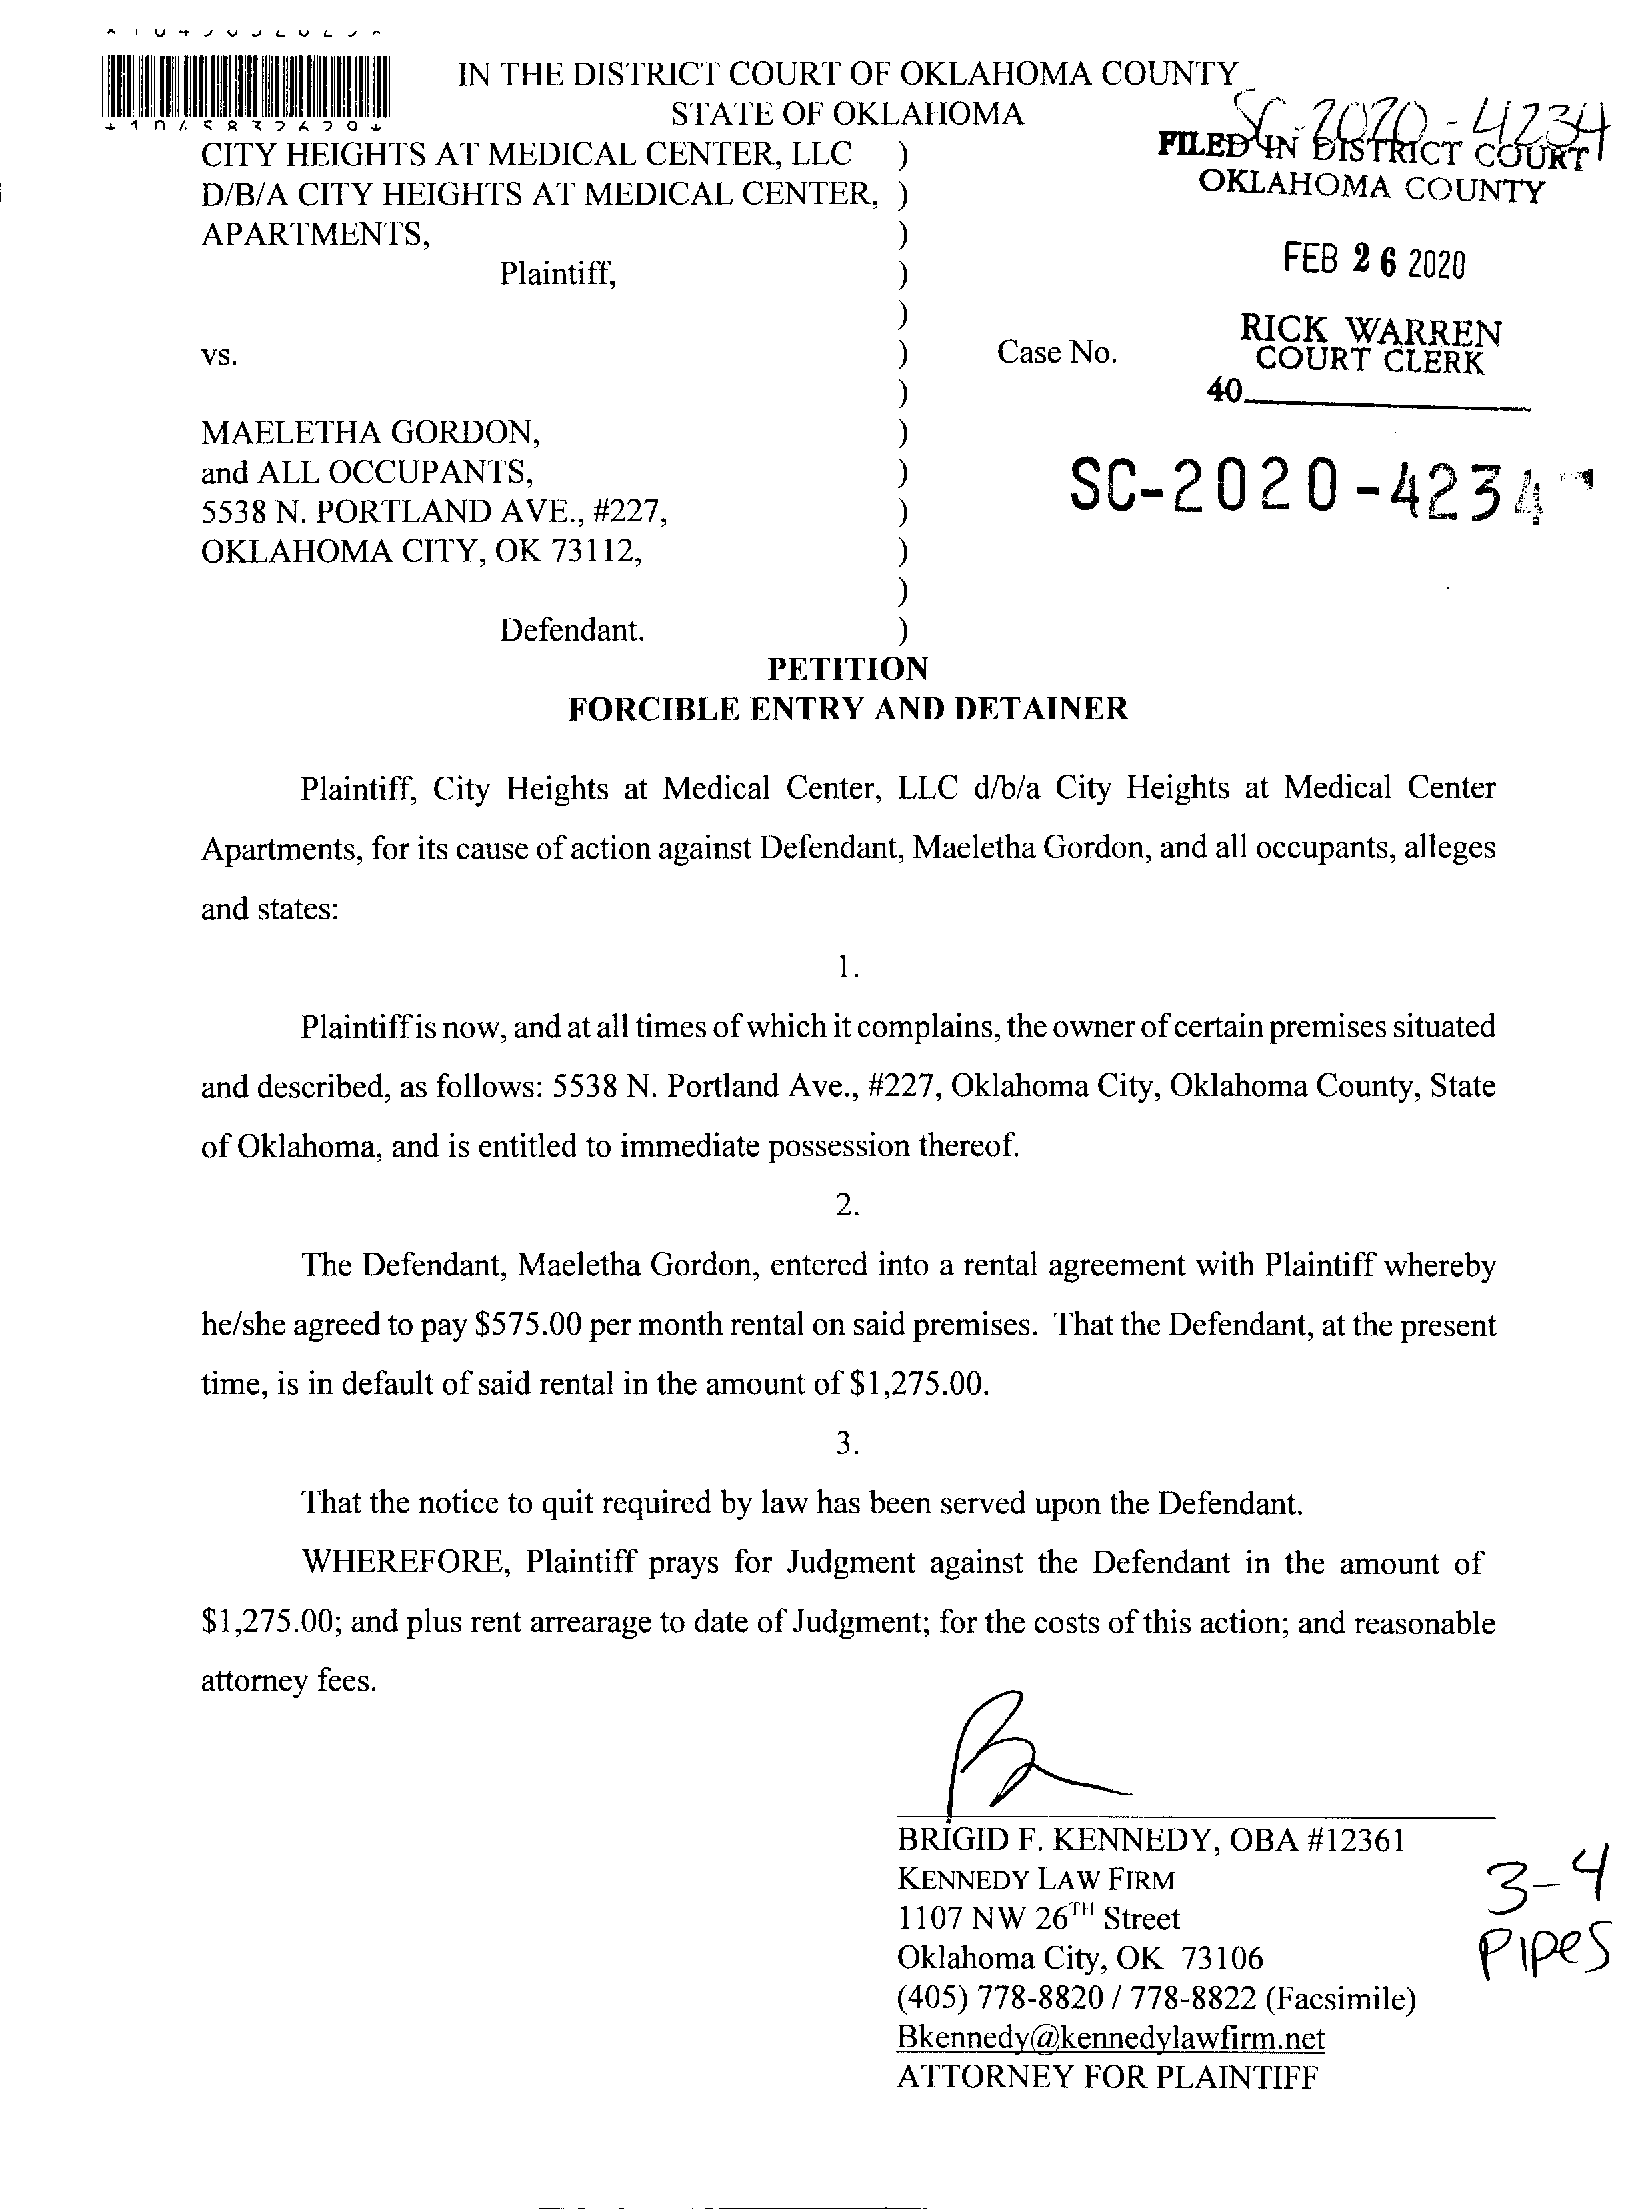 IN THE DISTRICT COURT OF OKLAHOMA COUNTY
STATE OF OKLAHOMA
SC-2020-4234
FILED IN DISTRICT COURT
OKLAHOMA COUNTY
FEB 26 2020
RICK WARREN
COURT CLERK
40
CITY HEIGHTS AT MEDICAL CENTER, LLC )
D/B/A CITY HEIGHTS AT MEDICAL CENTER, )
APARTMENTS, )
Plaintiff, )
)
vs. ) Case No.
)
MAELETHA GORDON, )
and ALL OCCUPANTS, ) SC-2020-4234
5538 N. PORTLAND AVE., #227, )
OKLAHOMA CITY, OK 73112, )
)
Defendant. )
PETITION
FORCIBLE ENTRY AND DETAINER
Plaintiff, City Heights at Medical Center, LLC d/b/a City Heights at Medical Center
Apartments, for its cause of action against Defendant, Maeletha Gordon, and all occupants, alleges
and states:
1.
Plaintiff is now, and at all times of which it complains, the owner of certain premises situated
and described, as follows: 5538 N. Portland Ave., #227, Oklahoma City, Oklahoma County, State
of Oklahoma, and is entitled to immediate possession thereof.
2.
The Defendant, Maeletha Gordon, entered into a rental agreement with Plaintiff whereby
he/she agreed to pay $575.00 per month rental on said premises. That the Defendant, at the present
time, is in default of said rental in the amount of $1,275.00.
3.
That the notice to quit required by law has been served upon the Defendant.
WHEREFORE, Plaintiff prays for Judgment against the Defendant in the amount of
$1,275.00; and plus rent arrearage to date of Judgment; for the costs of this action; and reasonable
attorney fees.
BRIGID F. KENNEDY, OBA #12361
KENNEDY LAW FIRM
1107 NW 26TH Street
Oklahoma City, OK 73106
(405) 778-8820 / 778-8822 (Facsimile)
Bkennedy@kennedylawfirm.net
ATTORNEY FOR PLAINTIFF
3-4
Pipes